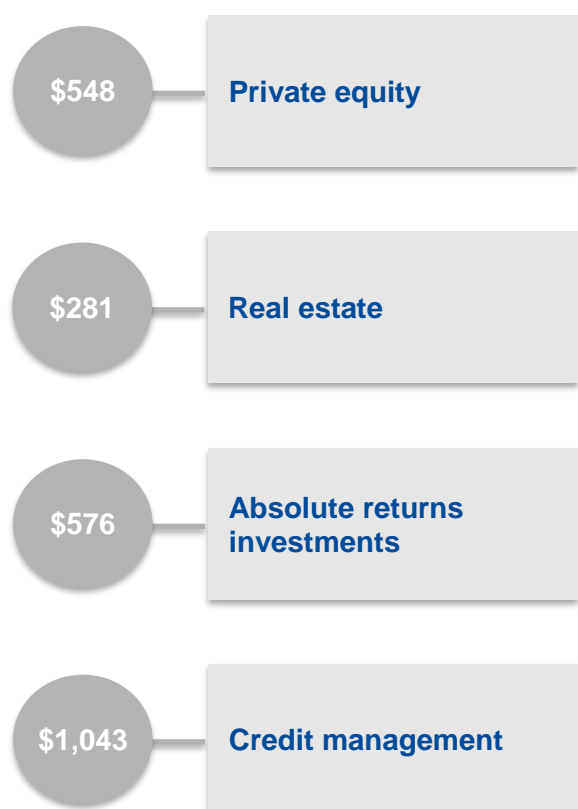 $548
Private equity
$281
Real estate
$576
Absolute returns
investments
$1,043
Credit management